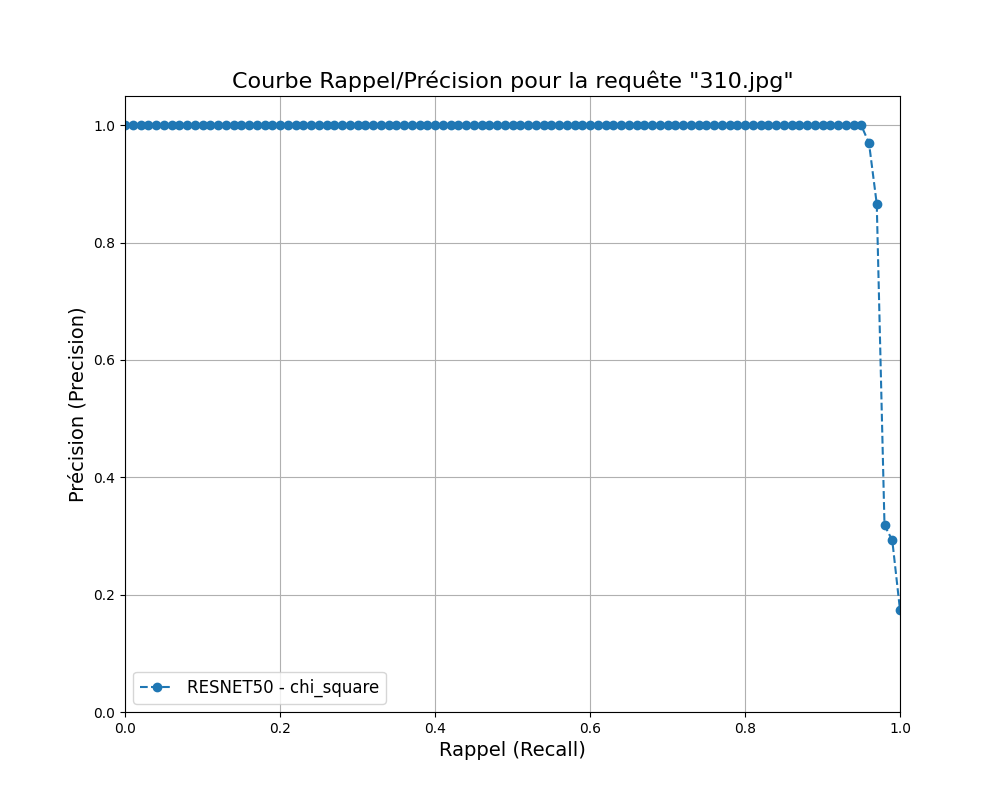 Courbe Rappel/Précision pour la requête "310.jpg"
Précision (Precision)
1.0
0.8
0.6
0.4
0.2
0.0
RESNET50 - chi_square
0.0 0.2 0.4 0.6 0.8 1.0
Rappel (Recall)